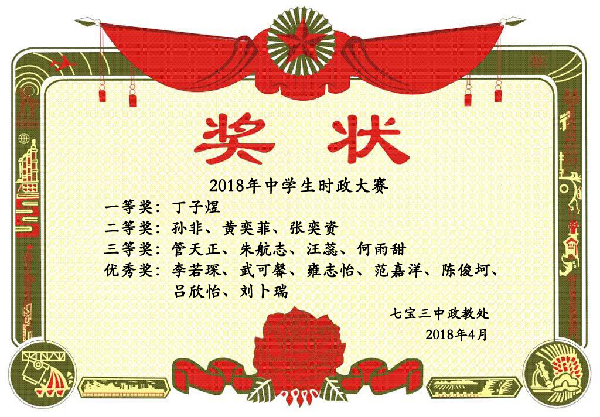 奖状
2018年中学生时政大赛
一等奖：丁子煜
二等奖：孙非、黄奕菲、张奕资
三等奖：管天正、朱航志、汪蕊、何雨甜
优秀奖：李若琛、武可馨、雍志怡、范嘉洋、陈俊坷、
吕欣怡、刘卜瑞
七宝三中政教处
2018年4月